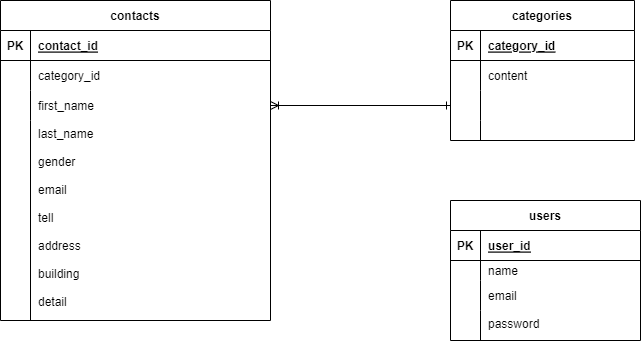 contacts
PK contact_id
category_id
first_name
last_name
gender
email
tell
address
building
detail
categories
PK category_id
content
users
PK user_id
name
email
password